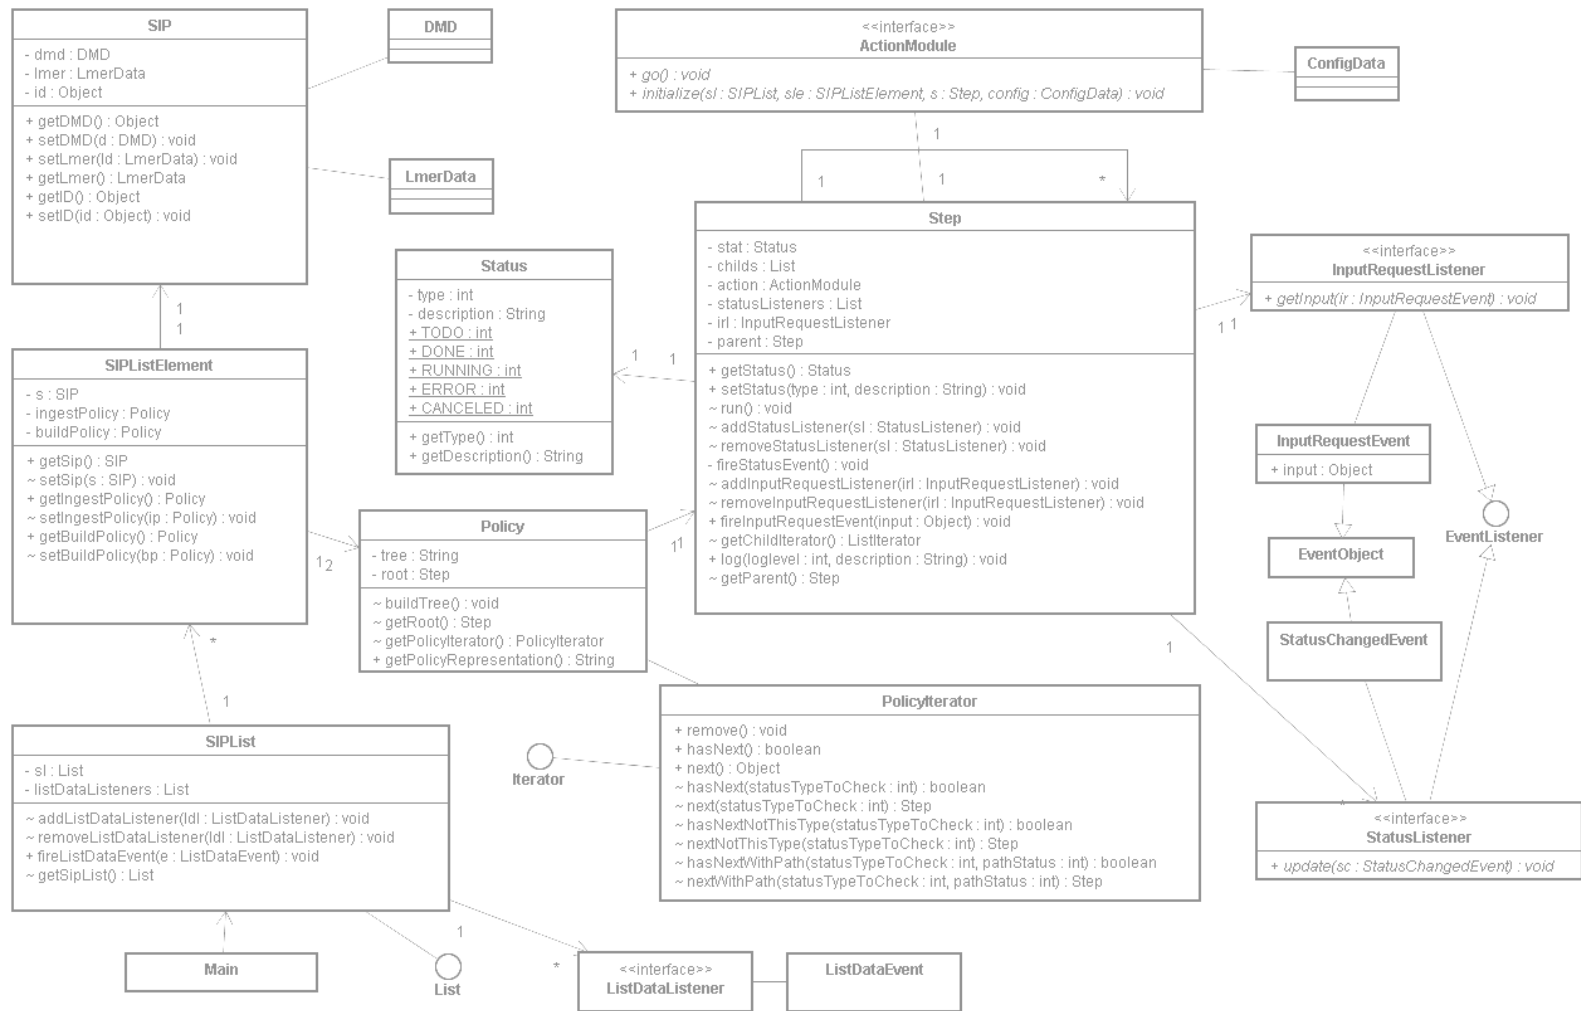 SIP
- dmd : DMD
- lmer : LmerData
- id : Object
+ getDMD() : Object
+ setDMD(d : DMD) : void
+ setLmer(ld : LmerData) : void
+ getLmer() : LmerData
+ getID() : Object
+ setID(id : Object) : void
DMD
LmerData
<<interface>>
ActionModule
+ go() : void
+ initialize(sl : SIPList, sle : SIPListElement, s : Step, config : ConfigData) : void
ConfigData
1
1
1
*
Step
- stat : Status
- childs : List
- action : ActionModule
- statusListeners : List
- irl : InputRequestListener
- parent : Step
+ getStatus() : Status
+ setStatus(type : int, description : String) : void
~ run() : void
~ addStatusListener(sl : StatusListener) : void
~ removeStatusListener(sl : StatusListener) : void
- fireStatusEvent() : void
~ addInputRequestListener(irl : InputRequestListener) : void
~ removeInputRequestListener(irl : InputRequestListener) : void
+ fireInputRequestEvent(input : Object) : void
~ getChildIterator() : ListIterator
+ log(loglevel : int, description : String) : void
~ getParent() : Step
<<interface>>
InputRequestListener
+ getInput(ir : InputRequestEvent) : void
1 1
Status
- type : int
- description : String
+ TODO : int
+ DONE : int
+ RUNNING : int
+ ERROR : int
+ CANCELED : int
+ getType() : int
+ getDescription() : String
1 1
1
1
SIPListElement
- s : SIP
- ingestPolicy : Policy
- buildPolicy : Policy
+ getSip() : SIP
~ setSip(s : SIP) : void
+ getIngestPolicy() : Policy
~ setIngestPolicy(ip : Policy) : void
+ getBuildPolicy() : Policy
~ setBuildPolicy(bp : Policy) : void
1 2
Policy
- tree : String
- root : Step
~ buildTree() : void
~ getRoot() : Step
~ getPolicyIterator() : PolicyIterator
+ getPolicyRepresentation() : String
1 1
InputRequestEvent
+ input : Object
EventObject
EventListener
StatusChangedEvent
1
*
<<interface>>
StatusListener
+ update(sc : StatusChangedEvent) : void
PolicyIterator
+ remove() : void
+ hasNext() : boolean
+ next() : Object
~ hasNext(statusTypeToCheck : int) : boolean
~ next(statusTypeToCheck : int) : Step
~ hasNextNotThisType(statusTypeToCheck : int) : boolean
~ nextNotThisType(statusTypeToCheck : int) : Step
~ hasNextWithPath(statusTypeToCheck : int, pathStatus : int) : boolean
~ nextWithPath(statusTypeToCheck : int, pathStatus : int) : Step
Iterator
*
1
SIPList
- sl : List
- listDataListeners : List
~ addListDataListener(ldl : ListDataListener) : void
~ removeListDataListener(ldl : ListDataListener) : void
+ fireListDataEvent(e : ListDataEvent) : void
~ getSipList() : List
Main
List
1
*
<<interface>>
ListDataListener
ListDataEvent